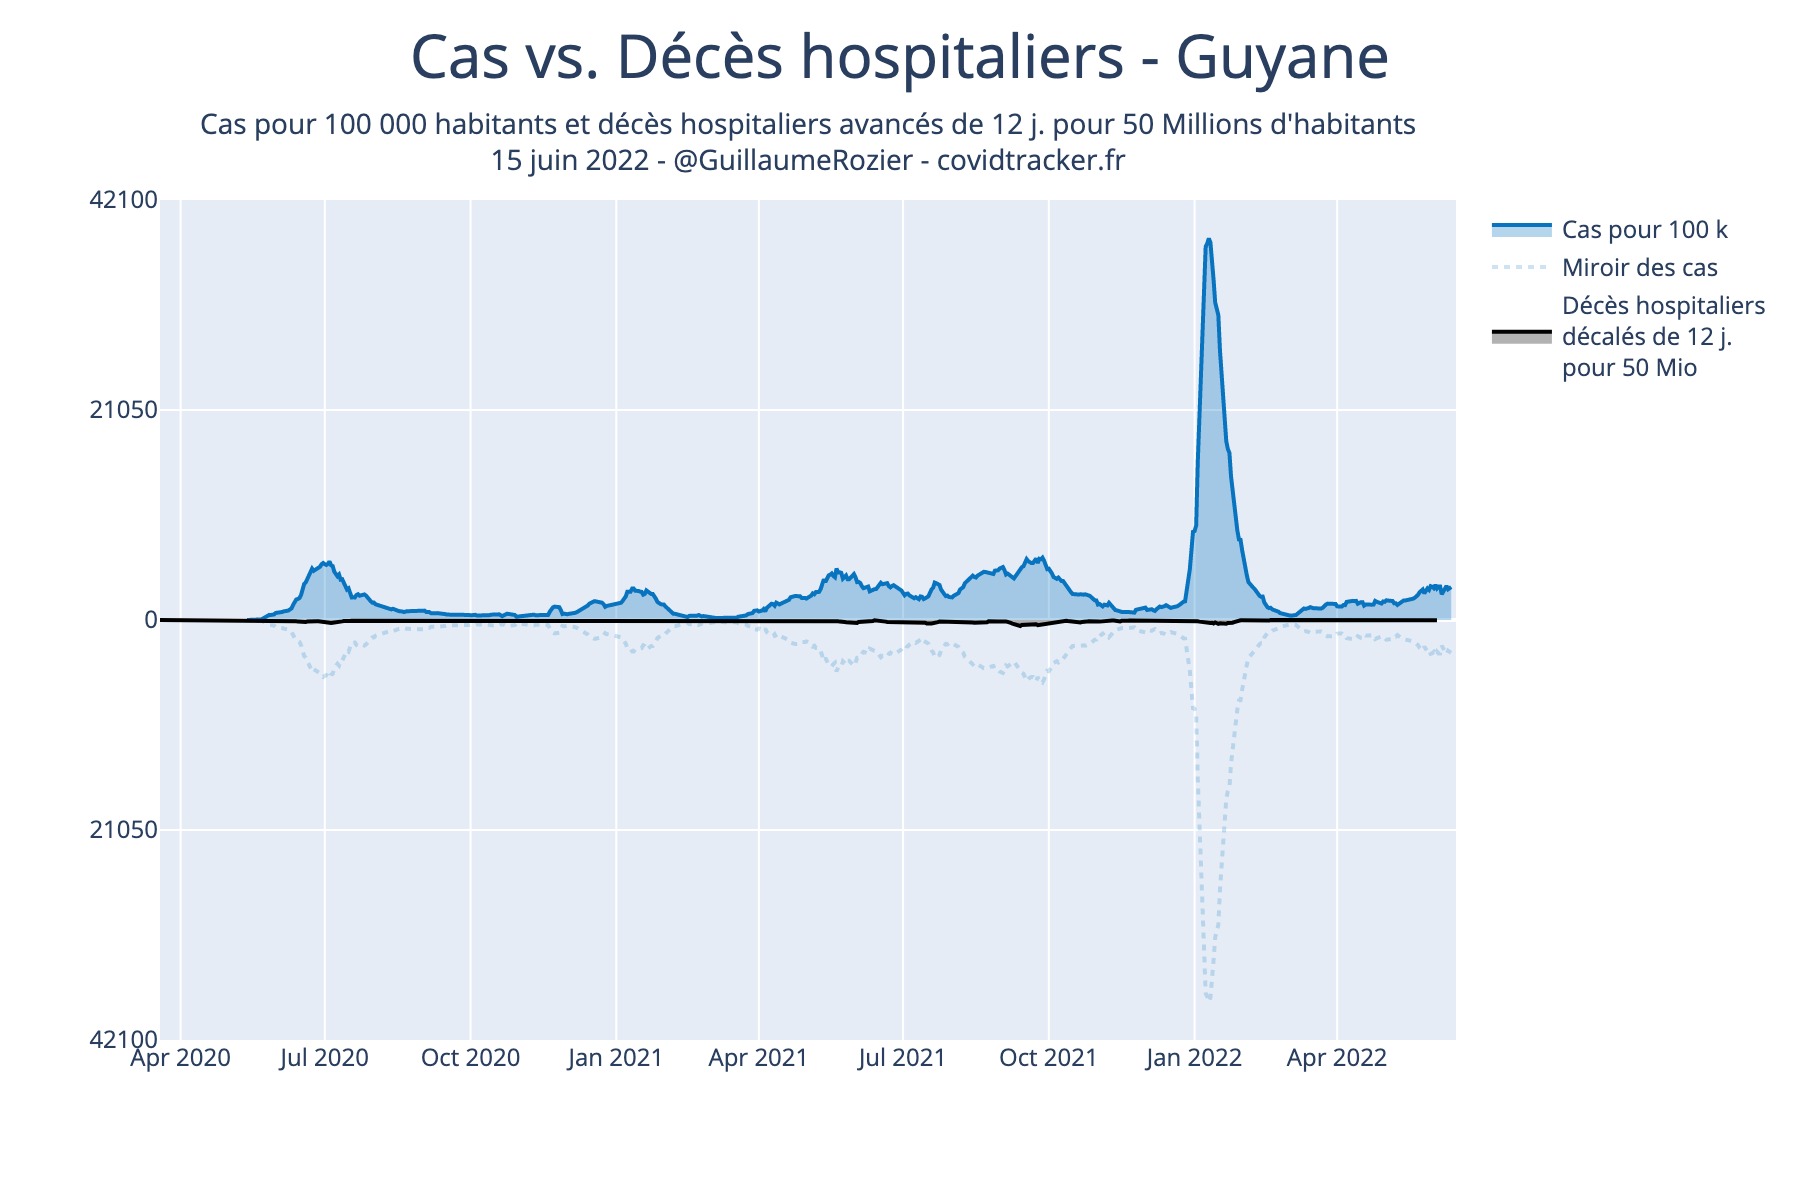 Cas vs. Décès hospitaliers - Guyane
Cas pour 100 000 habitants et décès hospitaliers avancés de 12 j. pour 50 Millions d'habitants
15 juin 2022 - @GuillaumeRozier - covidtracker.fr
42100
21050
0
21050
42100
Apr 2020
Jul 2020
Oct 2020
Jan 2021
Apr 2021
Jul 2021
Oct 2021
Jan 2022
Apr 2022
Cas pour 100 k
Miroir des cas
Décès hospitaliers
décalés de 12 j.
pour 50 Mio